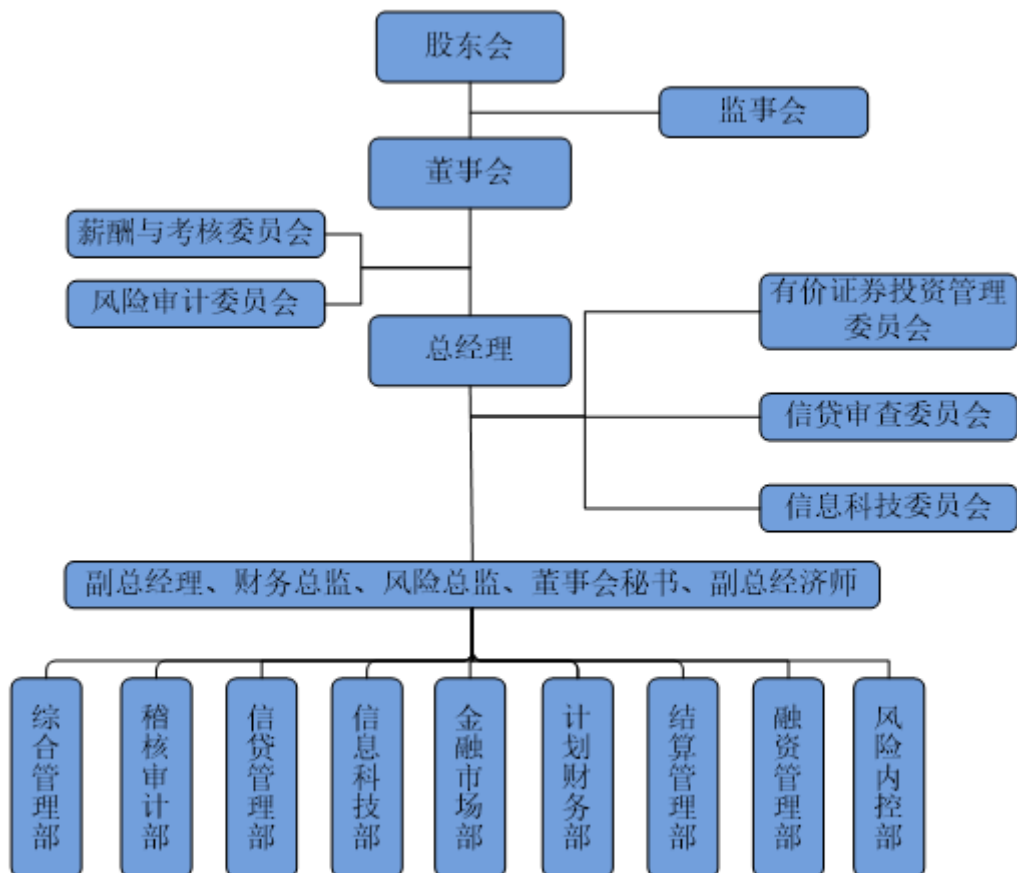 股东会
监事会
董事会
薪酬与考核委员会
风险审计委员会
有价证券投资管理
委员会
总经理
信贷审查委员会
信息科技委员会
副总经理、财务总监、风险总监、董事会秘书、副总经济师
综合管理部
稽核审计部
信贷管理部
信息科技部
金融市场部
计划财务部
结算管理部
融资管理部
风险内控部